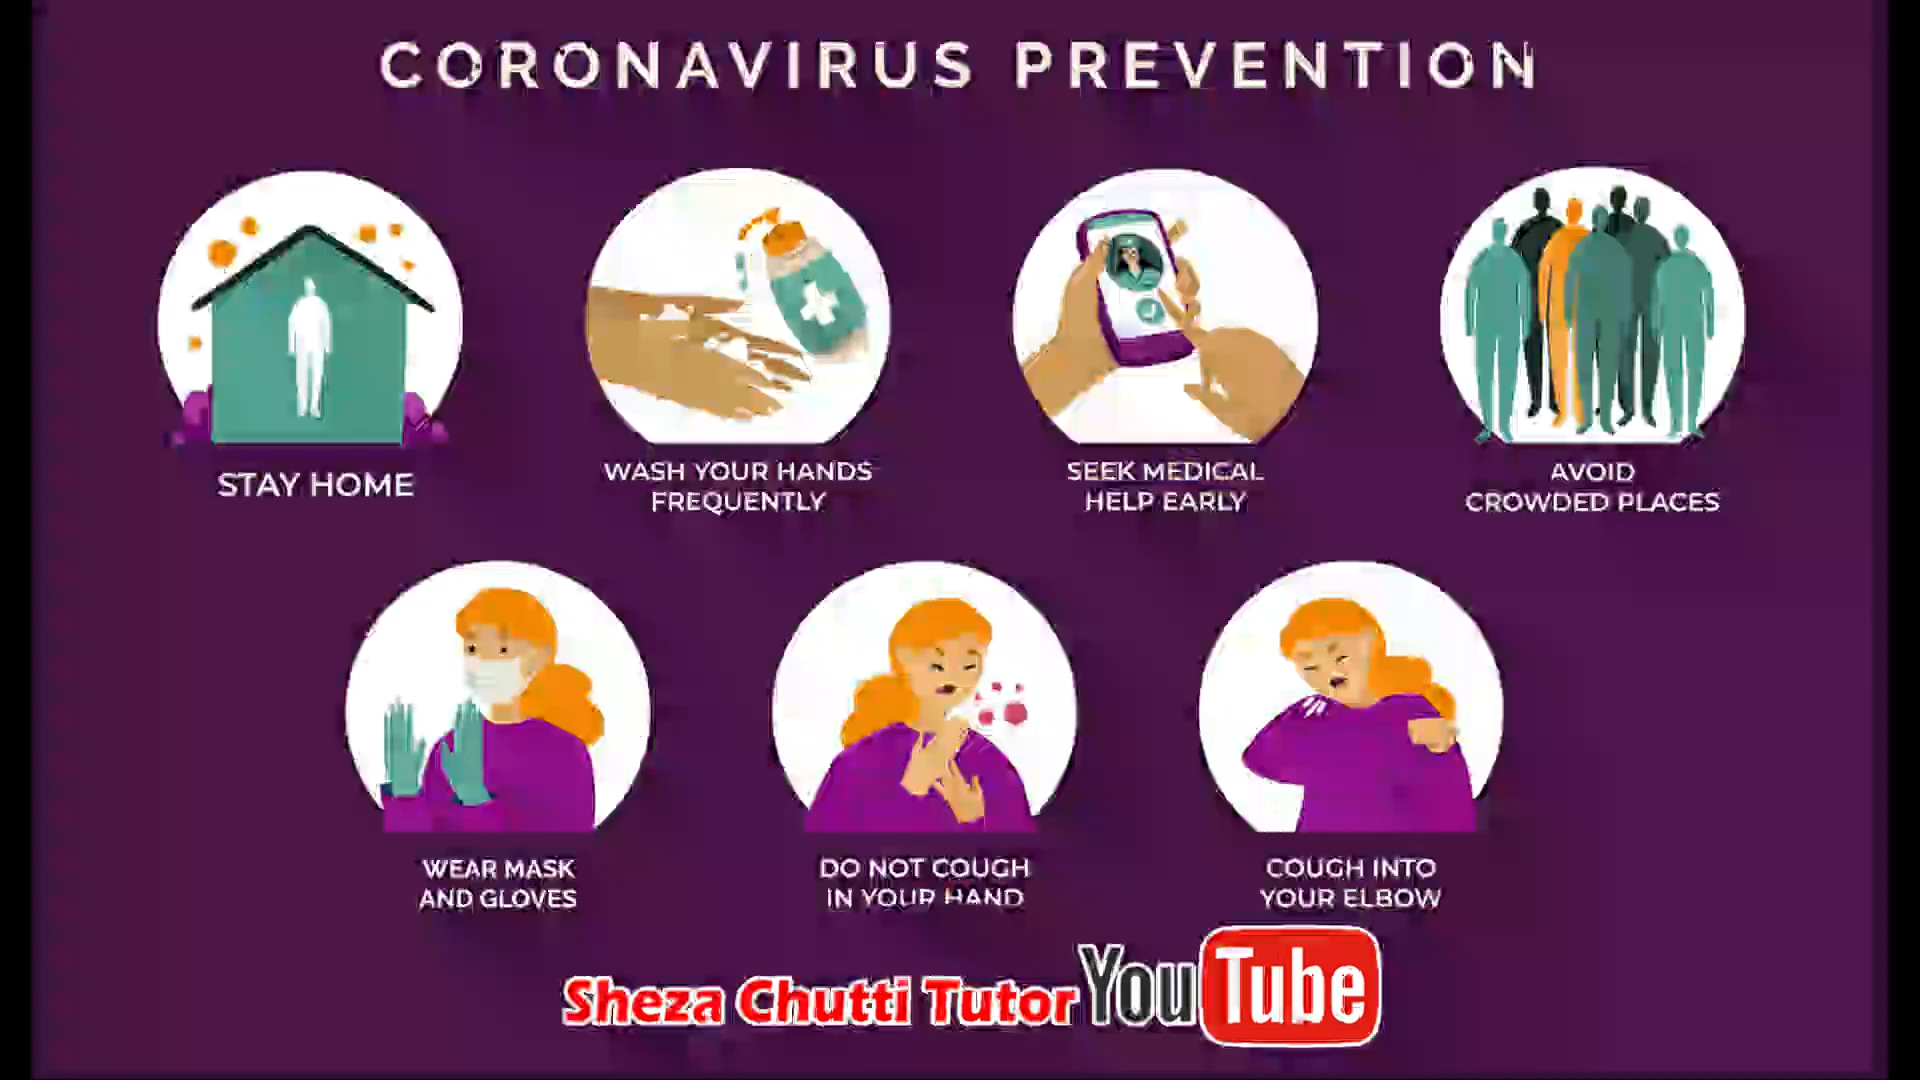 CORONAVIRUS PREVENTION
STAY HOME
WASH YOUR HANDS
FREQUENTLY
SEEK MEDICAL
HELP EARLY
AVOID
CROWDED PLACES
WEAR MASK
AND GLOVES
DO NOT COUGH
IN YOUR HAND
COUGH INTO
YOUR ELBOW
Sheza Chutti Tutor YouTube